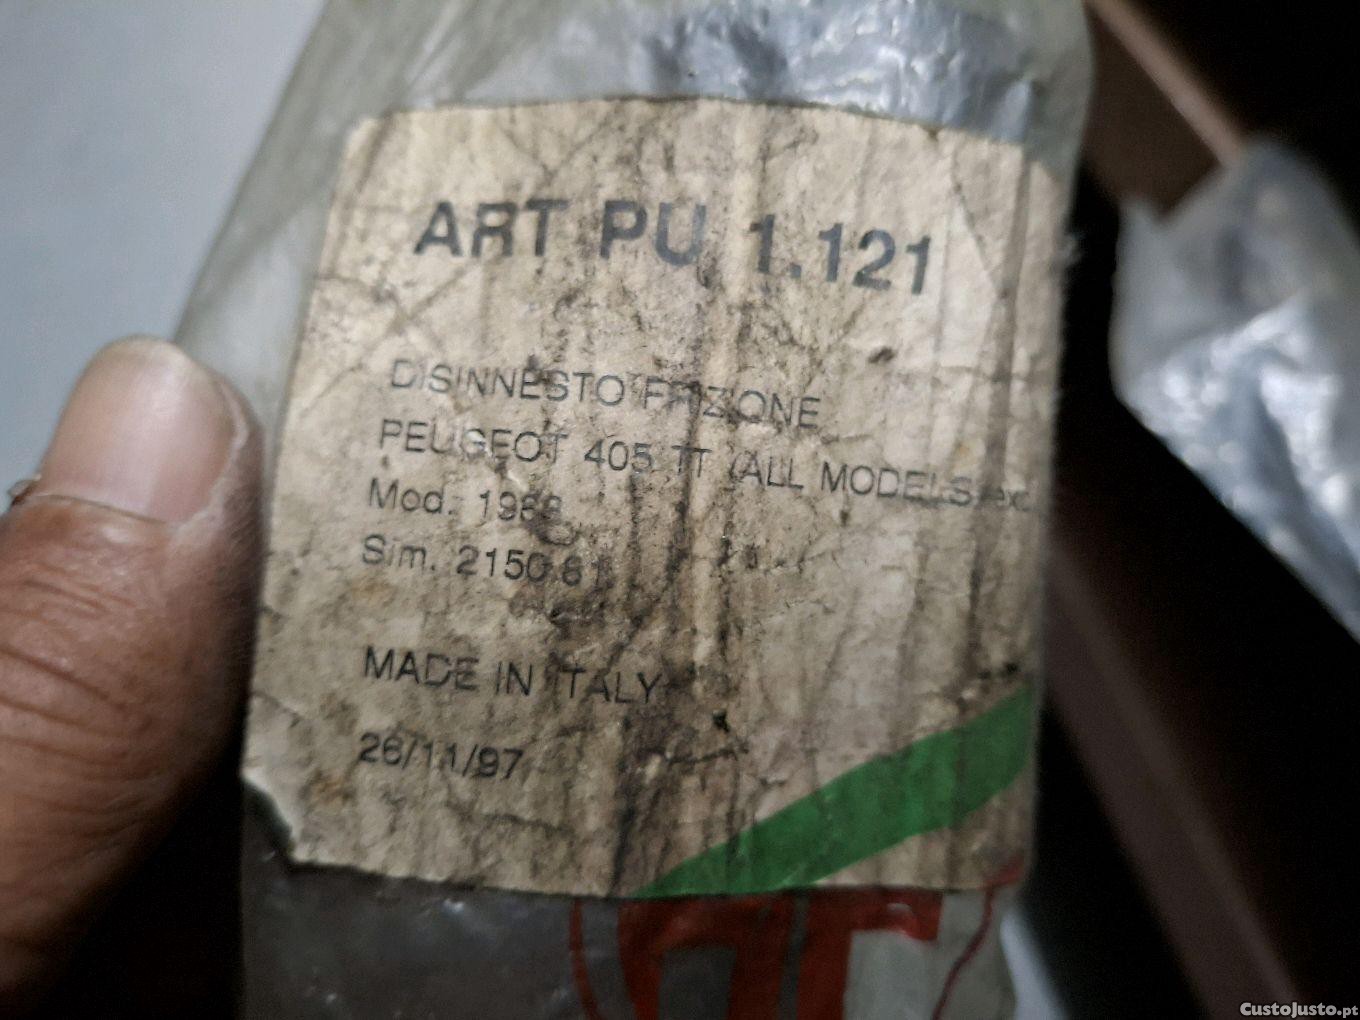 ART PU 1.121
DISINNESTO FRIZIONE
PEUGEOT 405 TT (ALL MODELS exc
Mod. 1988
Sim. 2150.81
MADE IN ITALY
26/11/97
CustoJusto.pt